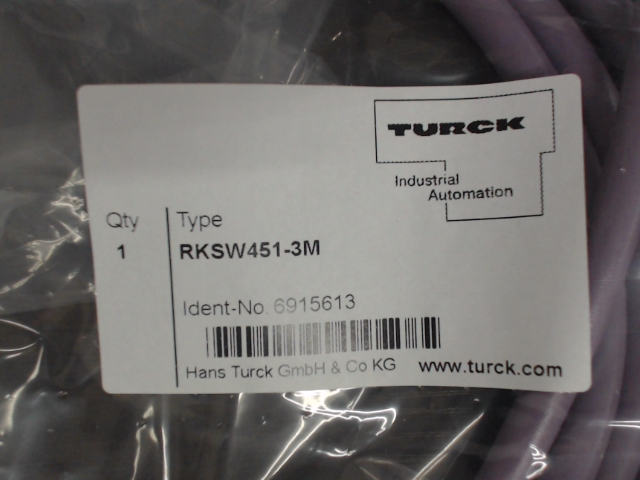 TURCK
Industrial
Automation
Qty Type
1 RKSW451-3M
Ident-No. 6915613
Hans Turck GmbH & Co KG www.turck.com